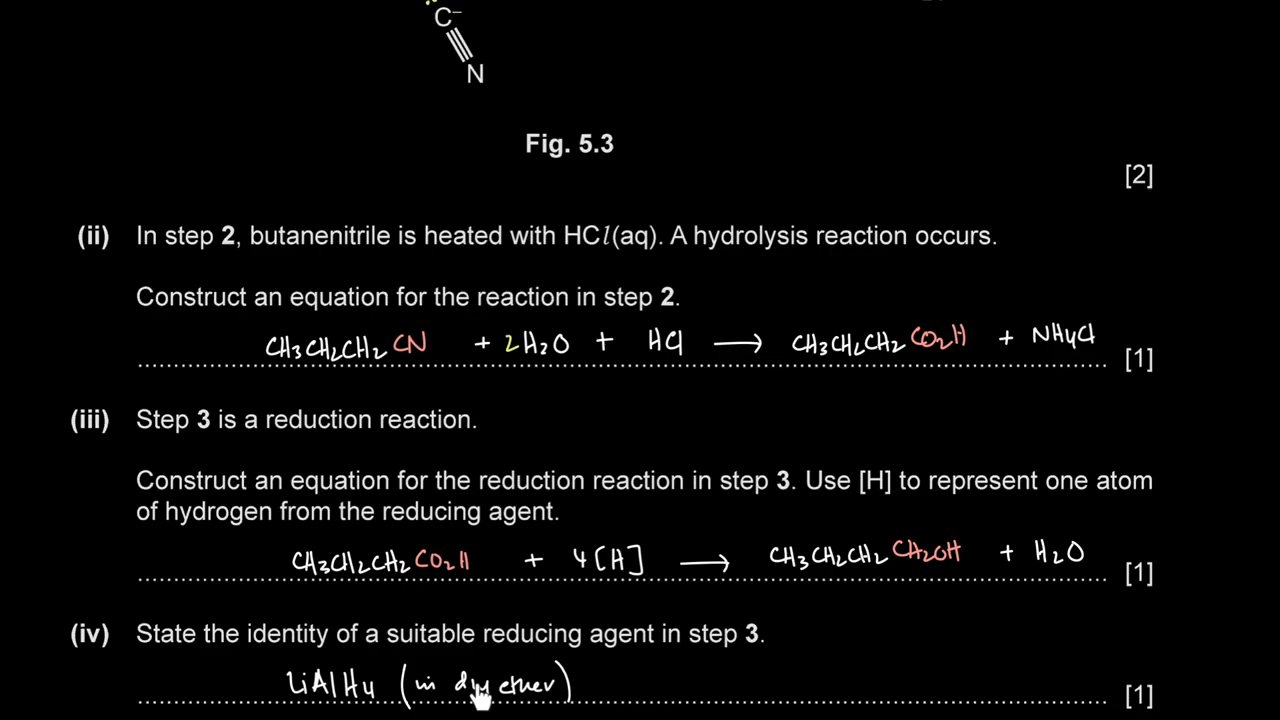 C⁻
N
Fig. 5.3
[2]
(ii) In step 2, butanenitrile is heated with HCl(aq). A hydrolysis reaction occurs.
Construct an equation for the reaction in step 2.
CH₃CH₂CH₂CN + 2H₂O + HCl ⟶ CH₃CH₂CH₂CO₂H + NH₄Cl
[1]
(iii) Step 3 is a reduction reaction.
Construct an equation for the reduction reaction in step 3. Use [H] to represent one atom
of hydrogen from the reducing agent.
CH₃CH₂CH₂CO₂H + 4[H] ⟶ CH₃CH₂CH₂CH₂OH + H₂O
[1]
(iv) State the identity of a suitable reducing agent in step 3.
LiAlH₄ (in dry ether)
[1]